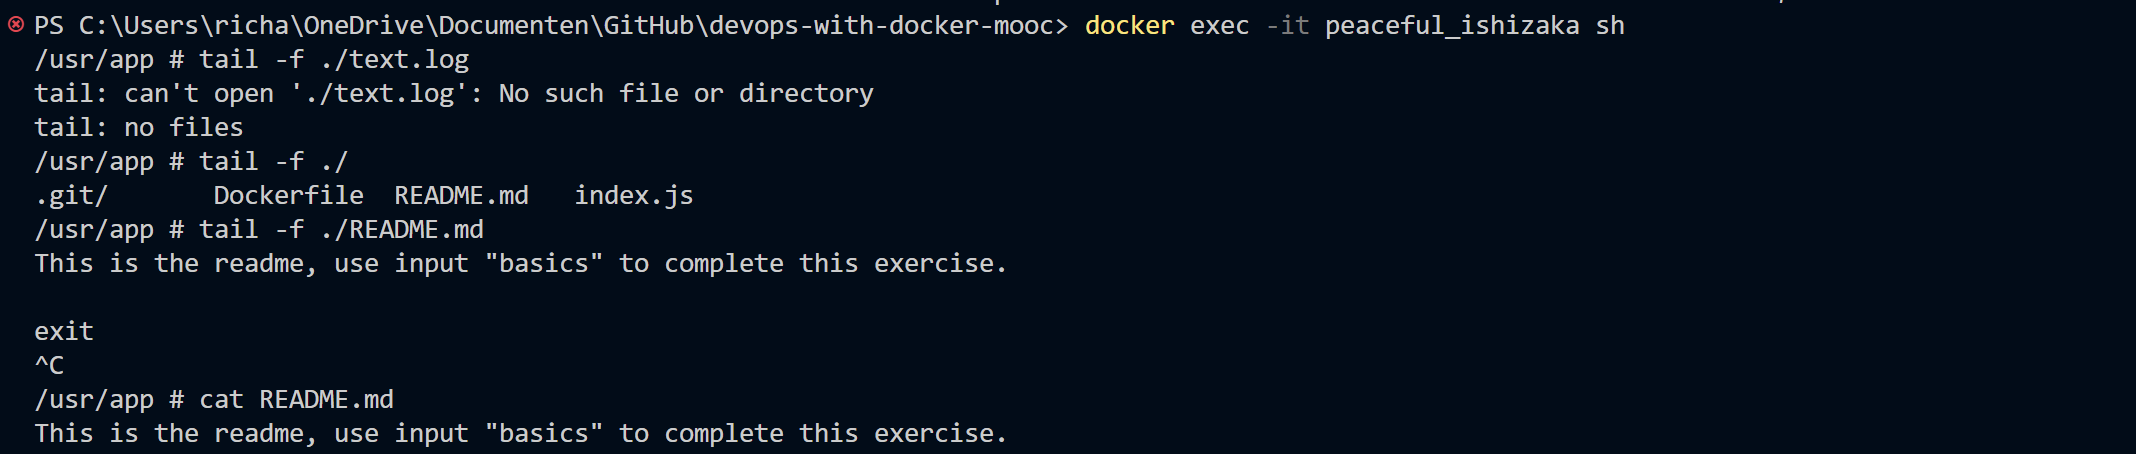 PS C:\Users\richa\OneDrive\Documenten\GitHub\devops-with-docker-mooc> docker exec -it peaceful_ishizaka sh
/usr/app # tail -f ./text.log
tail: can't open './text.log': No such file or directory
tail: no files
/usr/app # tail -f ./
.git/       Dockerfile  README.md   index.js
/usr/app # tail -f ./README.md
This is the readme, use input "basics" to complete this exercise.

exit
^C
/usr/app # cat README.md
This is the readme, use input "basics" to complete this exercise.